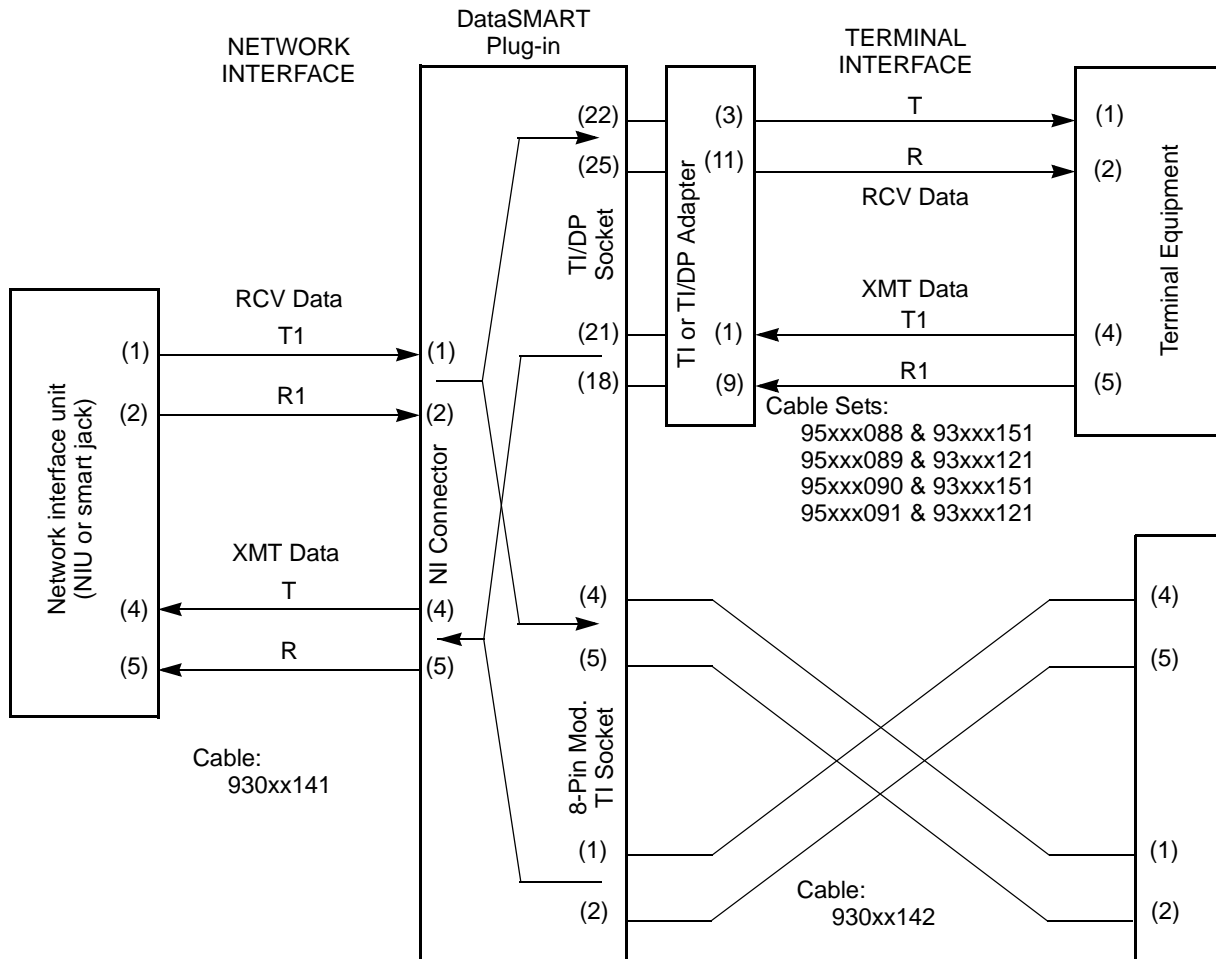 DataSMART
Plug-in
NETWORK
INTERFACE
TERMINAL
INTERFACE
(22)
(25)
TI/DP
Socket
(21)
(18)
(3)
(11)
TI or TI/DP Adapter
(1)
(9)
T
R
RCV Data
XMT Data
T1
R1
(1)
(2)
Terminal Equipment
(4)
(5)
Cable Sets:
95xxx088 & 93xxx151
95xxx089 & 93xxx121
95xxx090 & 93xxx151
95xxx091 & 93xxx121
Network interface unit
(NIU or smart jack)
(1)
(2)
(4)
(5)
RCV Data
T1
R1
XMT Data
T
R
Cable:
930xx141
(1)
(2)
NI Connector
(4)
(5)
(4)
(5)
8-Pin Mod.
TI Socket
(1)
(2)
Cable:
930xx142
(4)
(5)
(1)
(2)